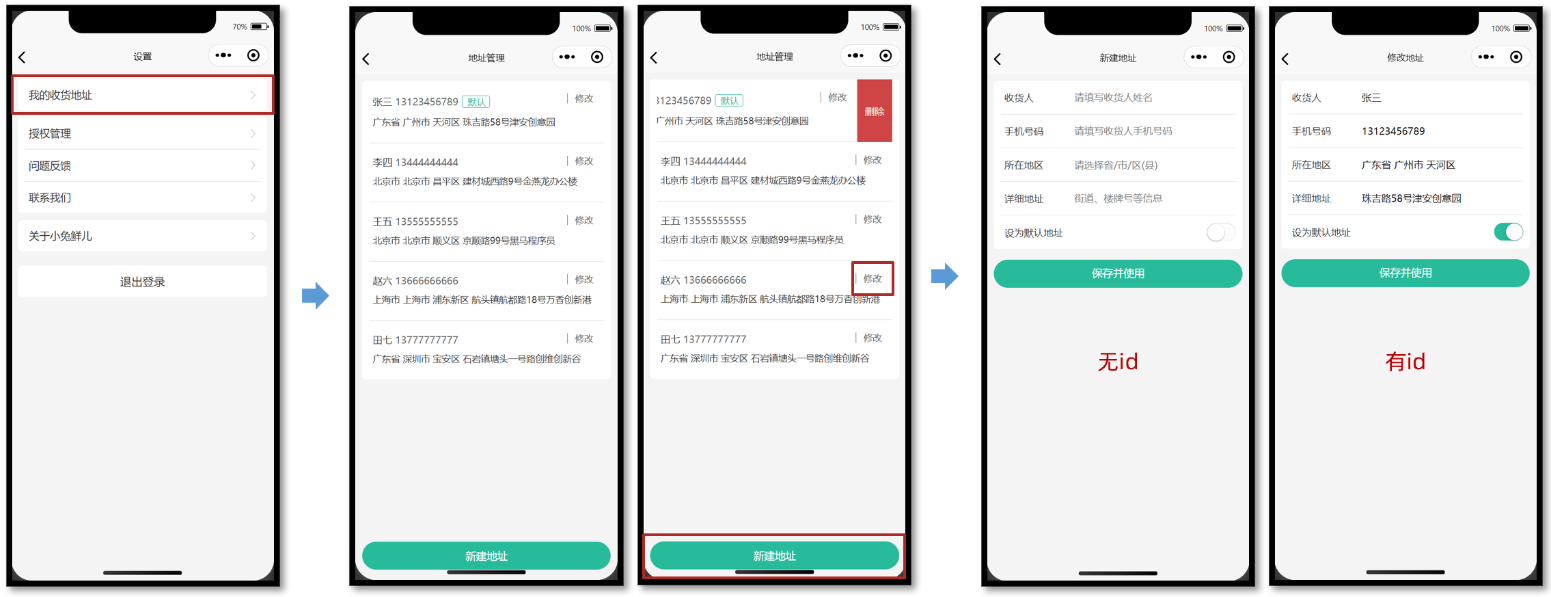 70%
设置
我的收货地址
授权管理
问题反馈
联系我们
关于小兔鲜儿
退出登录
100%
地址管理
张三 13123456789 默认
修改
广东省 广州市 天河区 珠吉路58号津安创意园
李四 13444444444
修改
北京市 北京市 昌平区 建材城西路9号金燕龙办公楼
王五 13555555555
修改
北京市 北京市 顺义区 京顺路99号黑马程序员
赵六 13666666666
修改
上海市 上海市 浦东新区 航头镇航都路18号万香创新港
田七 13777777777
修改
广东省 深圳市 宝安区 石岩镇塘头一号路创维创新谷
新建地址
100%
地址管理
3123456789 默认
修改
删除
广州市 天河区 珠吉路58号津安创意园
李四 13444444444
修改
北京市 北京市 昌平区 建材城西路9号金燕龙办公楼
王五 13555555555
修改
北京市 北京市 顺义区 京顺路99号黑马程序员
赵六 13666666666
修改
上海市 上海市 浦东新区 航头镇航都路18号万香创新港
田七 13777777777
修改
广东省 深圳市 宝安区 石岩镇塘头一号路创维创新谷
新建地址
100%
新建地址
收货人 请填写收货人姓名
手机号码 请填写收货人手机号码
所在地区 请选择省/市/区(县)
详细地址 街道、楼牌号等信息
设为默认地址
保存并使用
无id
100%
修改地址
收货人 张三
手机号码 13123456789
所在地区 广东省 广州市 天河区
详细地址 珠吉路58号津安创意园
设为默认地址
保存并使用
有id